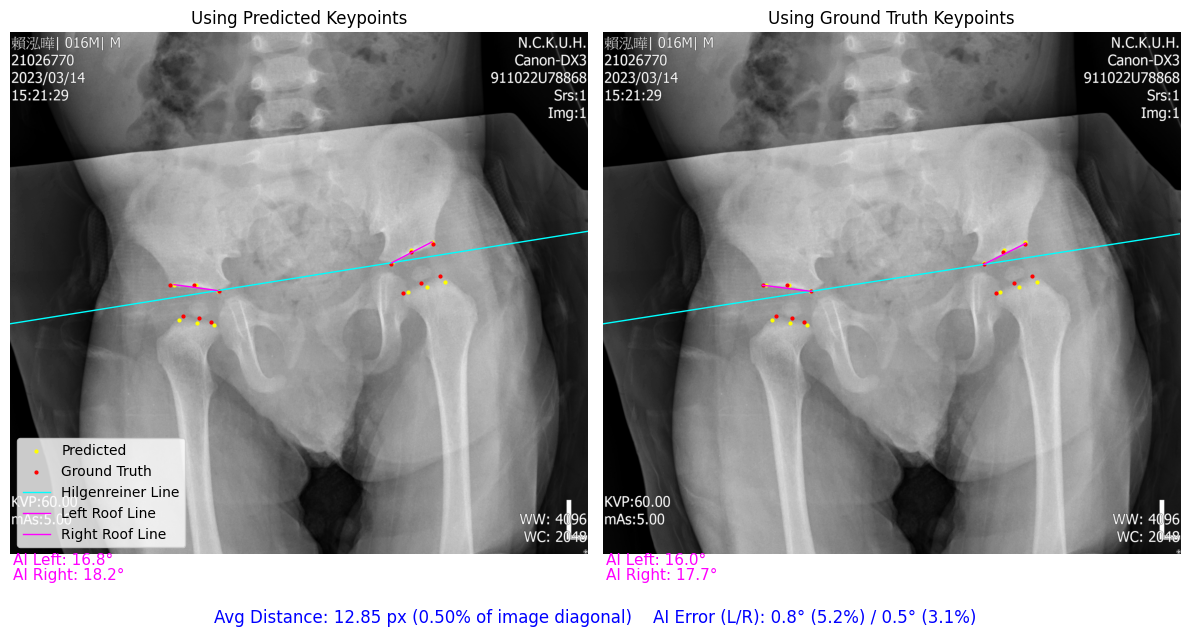 Using Predicted Keypoints
賴泓曄| 016M| M
21026770
2023/03/14
15:21:29
N.C.K.U.H.
Canon-DX3
911022U78868
Srs:1
Img:1
Predicted
Ground Truth
Hilgenreiner Line
Left Roof Line
Right Roof Line
KVP:60.00
mAs:5.00
WW: 4096
WC: 2048
AI Left: 16.8°
AI Right: 18.2°
Using Ground Truth Keypoints
賴泓曄| 016M| M
21026770
2023/03/14
15:21:29
N.C.K.U.H.
Canon-DX3
911022U78868
Srs:1
Img:1
KVP:60.00
mAs:5.00
WW: 4096
WC: 2048
AI Left: 16.0°
AI Right: 17.7°
Avg Distance: 12.85 px (0.50% of image diagonal)    AI Error (L/R): 0.8° (5.2%) / 0.5° (3.1%)